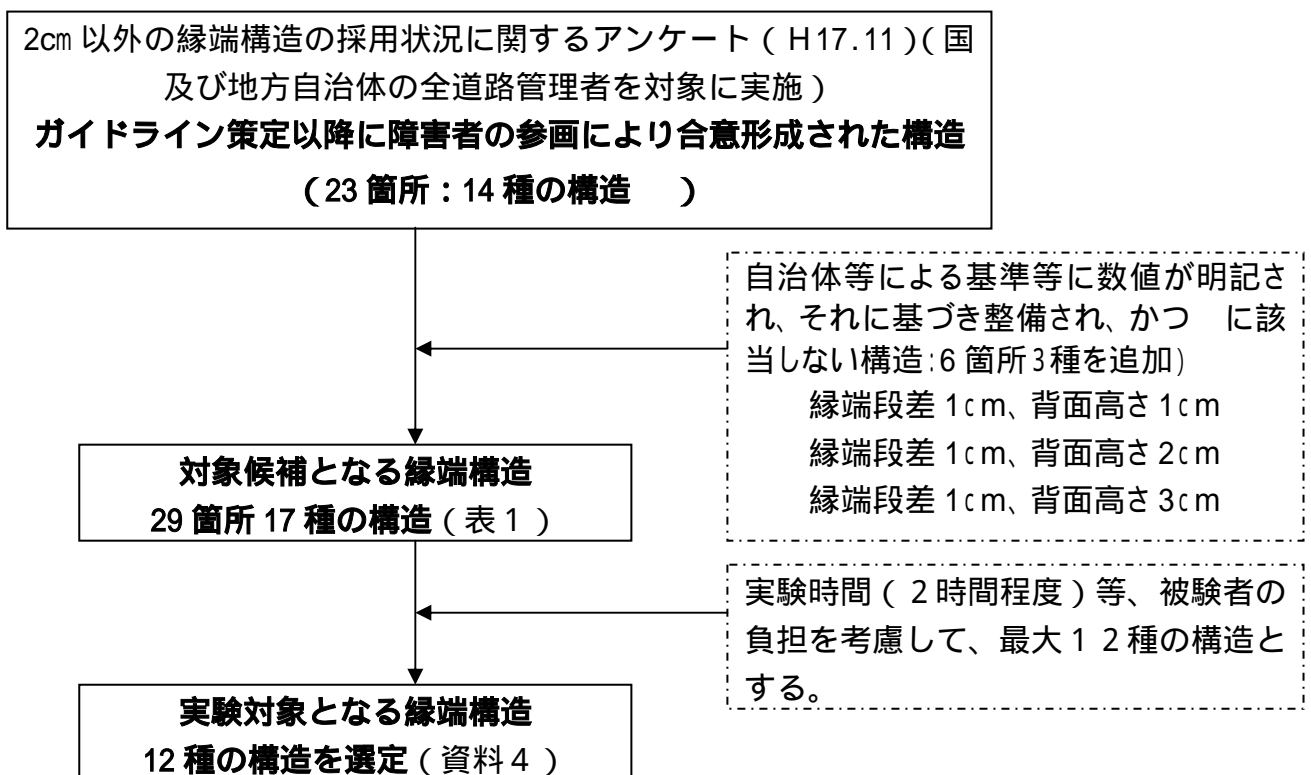 2cm 以外の縁端構造の採用状況に関するアンケート（H17.11）(国
及び地方自治体の全道路管理者を対象に実施）
ガイドライン策定以降に障害者の参画により合意形成された構造
（23 箇所：14 種の構造　）
自治体等による基準等に数値が明記さ
れ、それに基づき整備され、かつ　に該
当しない構造:6 箇所3種を追加)
縁端段差 1cm、背面高さ 1cm
縁端段差 1cm、背面高さ 2cm
縁端段差 1cm、背面高さ 3cm
対象候補となる縁端構造
29 箇所 17 種の構造（表１）
実験時間（２時間程度）等、被験者の
負担を考慮して、最大１２種の構造と
する。
実験対象となる縁端構造
12 種の構造を選定（資料４）